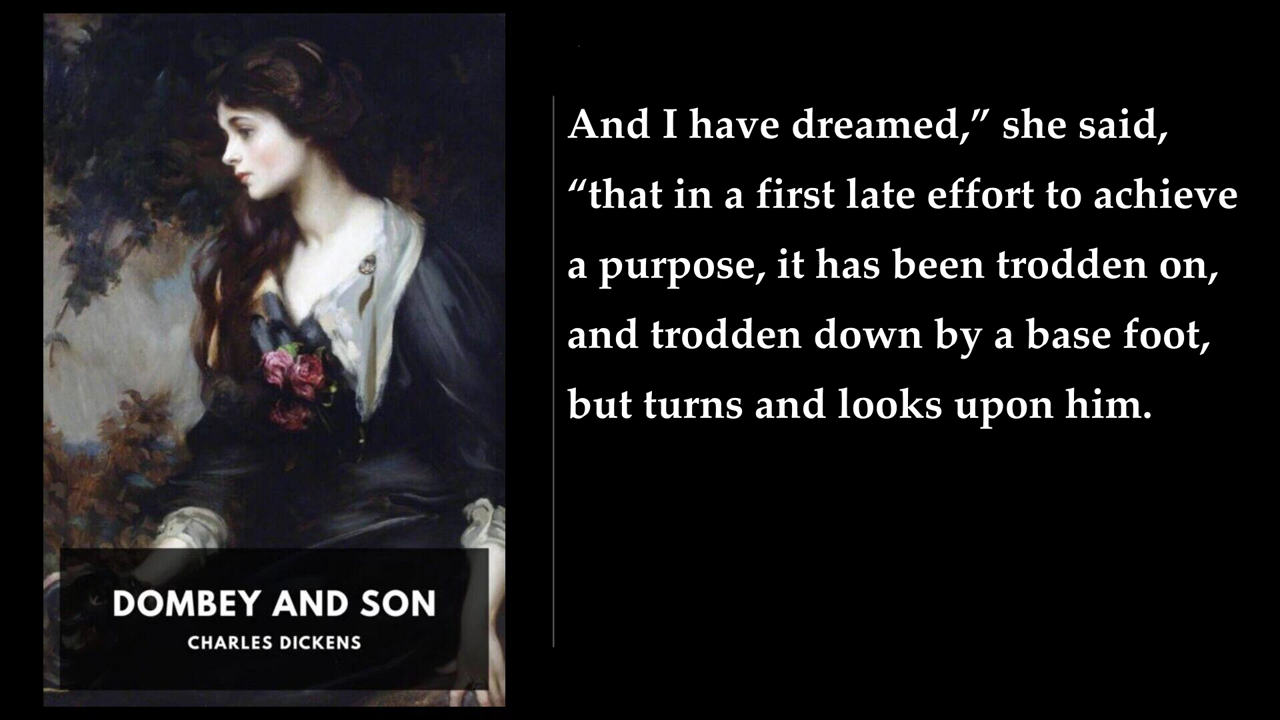 And I have dreamed,” she said,
“that in a first late effort to achieve
a purpose, it has been trodden on,
and trodden down by a base foot,
but turns and looks upon him.
DOMBEY AND SON
CHARLES DICKENS